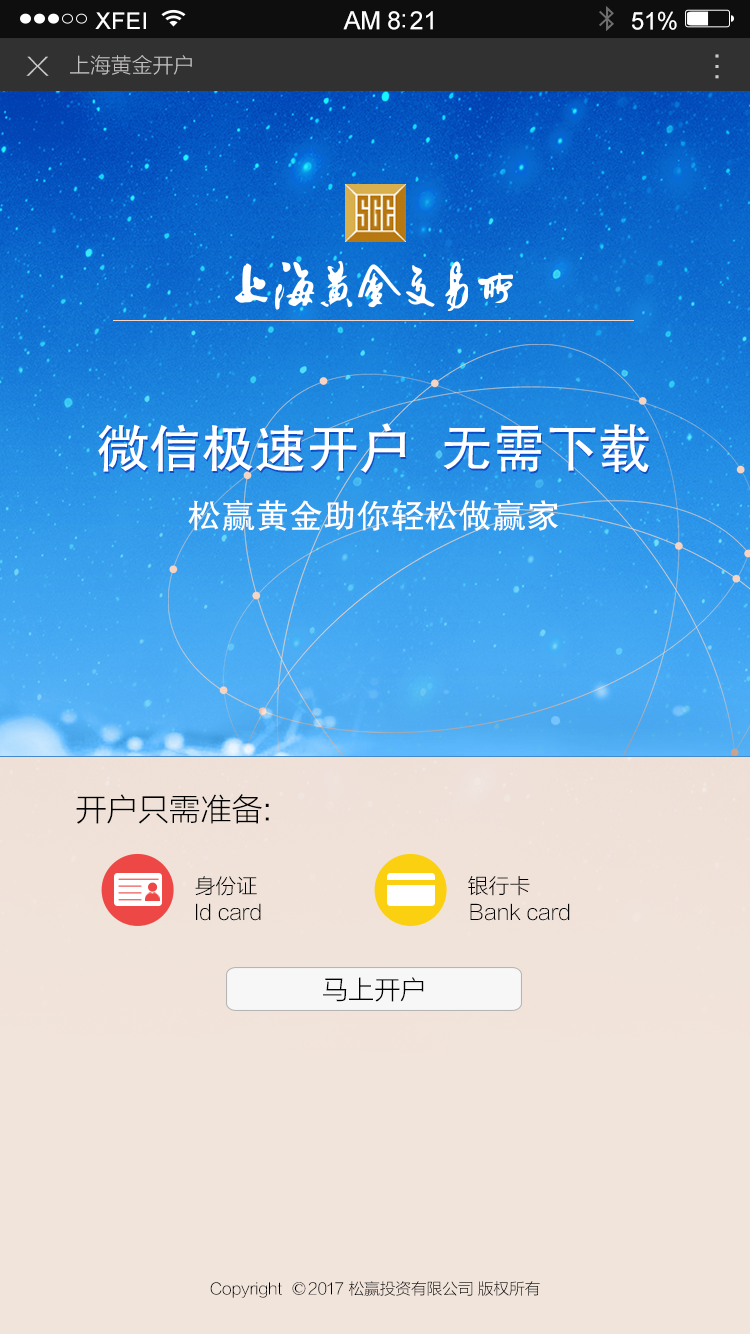 XFEI AM 8:21 51%
上海黄金开户
SGE
上海黄金交易所
微信极速开户 无需下载
松赢黄金助你轻松做赢家
开户只需准备:
身份证
Id card
银行卡
Bank card
马上开户
Copyright ©2017 松赢投资有限公司 版权所有